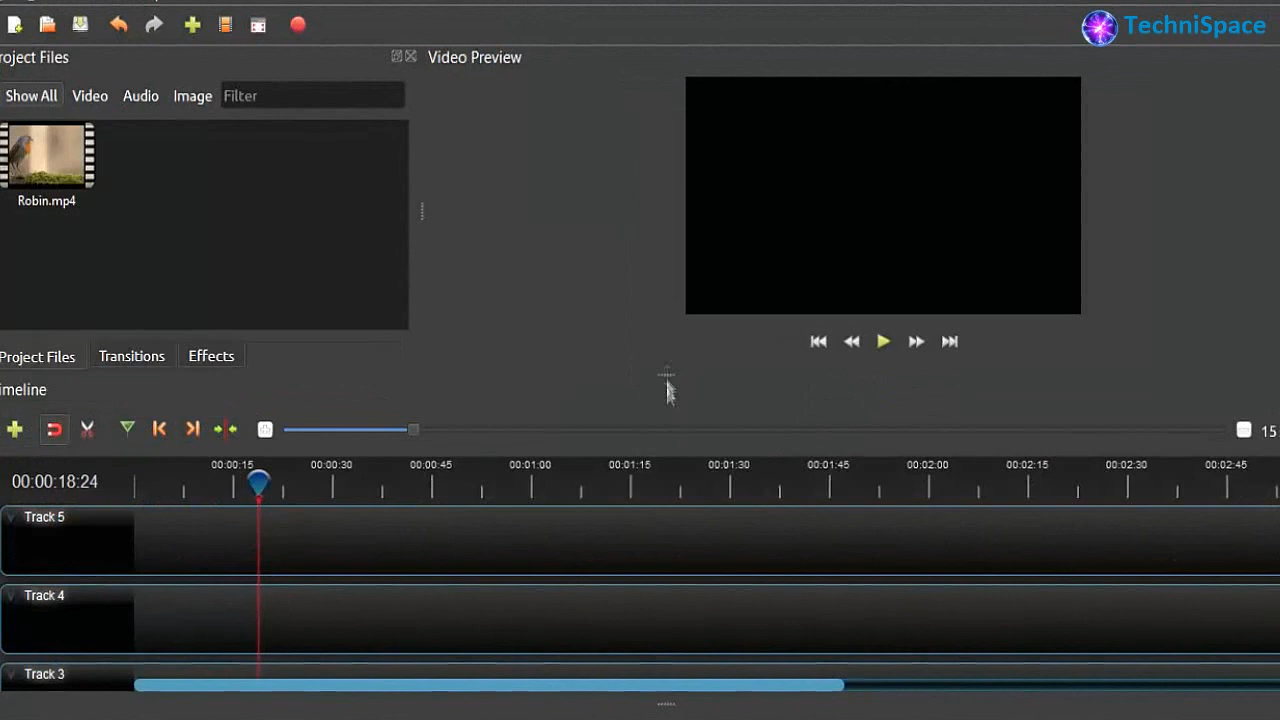 TechniSpace
roject Files
Video Preview
Show All Video Audio Image Filter
Robin.mp4
Project Files Transitions Effects
imeline
15
00:00:18:24
00:00:15 00:00:30 00:00:45 00:01:00 00:01:15 00:01:30 00:01:45 00:02:00 00:02:15 00:02:30 00:02:45
Track 5
Track 4
Track 3